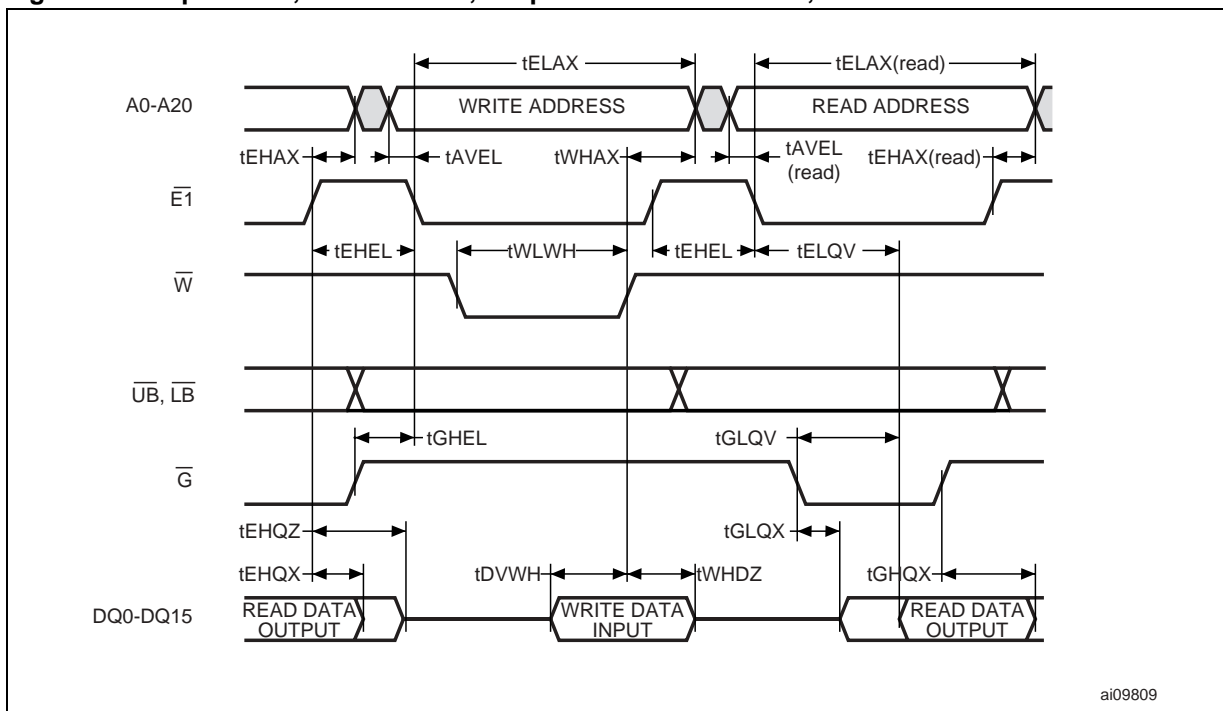 tELAX
tELAX(read)
A0-A20
WRITE ADDRESS
READ ADDRESS
tEHAX
tAVEL
tWHAX
tAVEL
(read)
tEHAX(read)
E1
tEHEL
tWLWH
tEHEL
tELQV
W
UB, LB
tGHEL
tGLQV
G
tEHQZ
tGLQX
tEHQX
tDVWH
tWHDZ
tGHQX
DQ0-DQ15
READ DATA
OUTPUT
WRITE DATA
INPUT
READ DATA
OUTPUT
ai09809